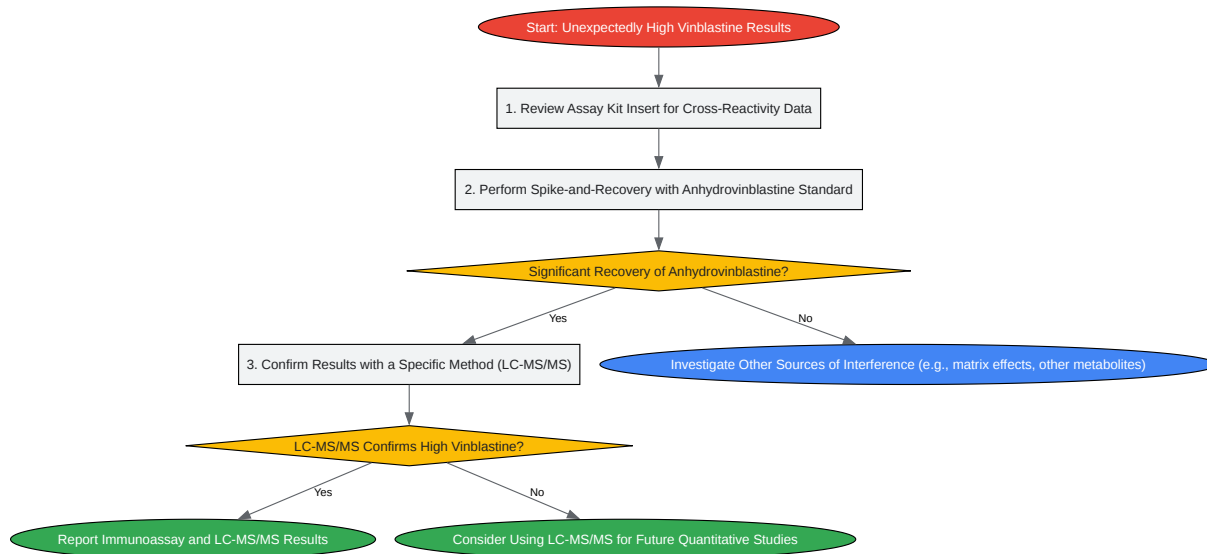 Start: Unexpectedly High Vinblastine Results
1. Review Assay Kit Insert for Cross-Reactivity Data
2. Perform Spike-and-Recovery with Anhydrovinblastine Standard
Significant Recovery of Anhydrovinblastine?
Yes
No
3. Confirm Results with a Specific Method (LC-MS/MS)
Investigate Other Sources of Interference (e.g., matrix effects, other metabolites)
LC-MS/MS Confirms High Vinblastine?
Yes
No
Report Immunoassay and LC-MS/MS Results
Consider Using LC-MS/MS for Future Quantitative Studies